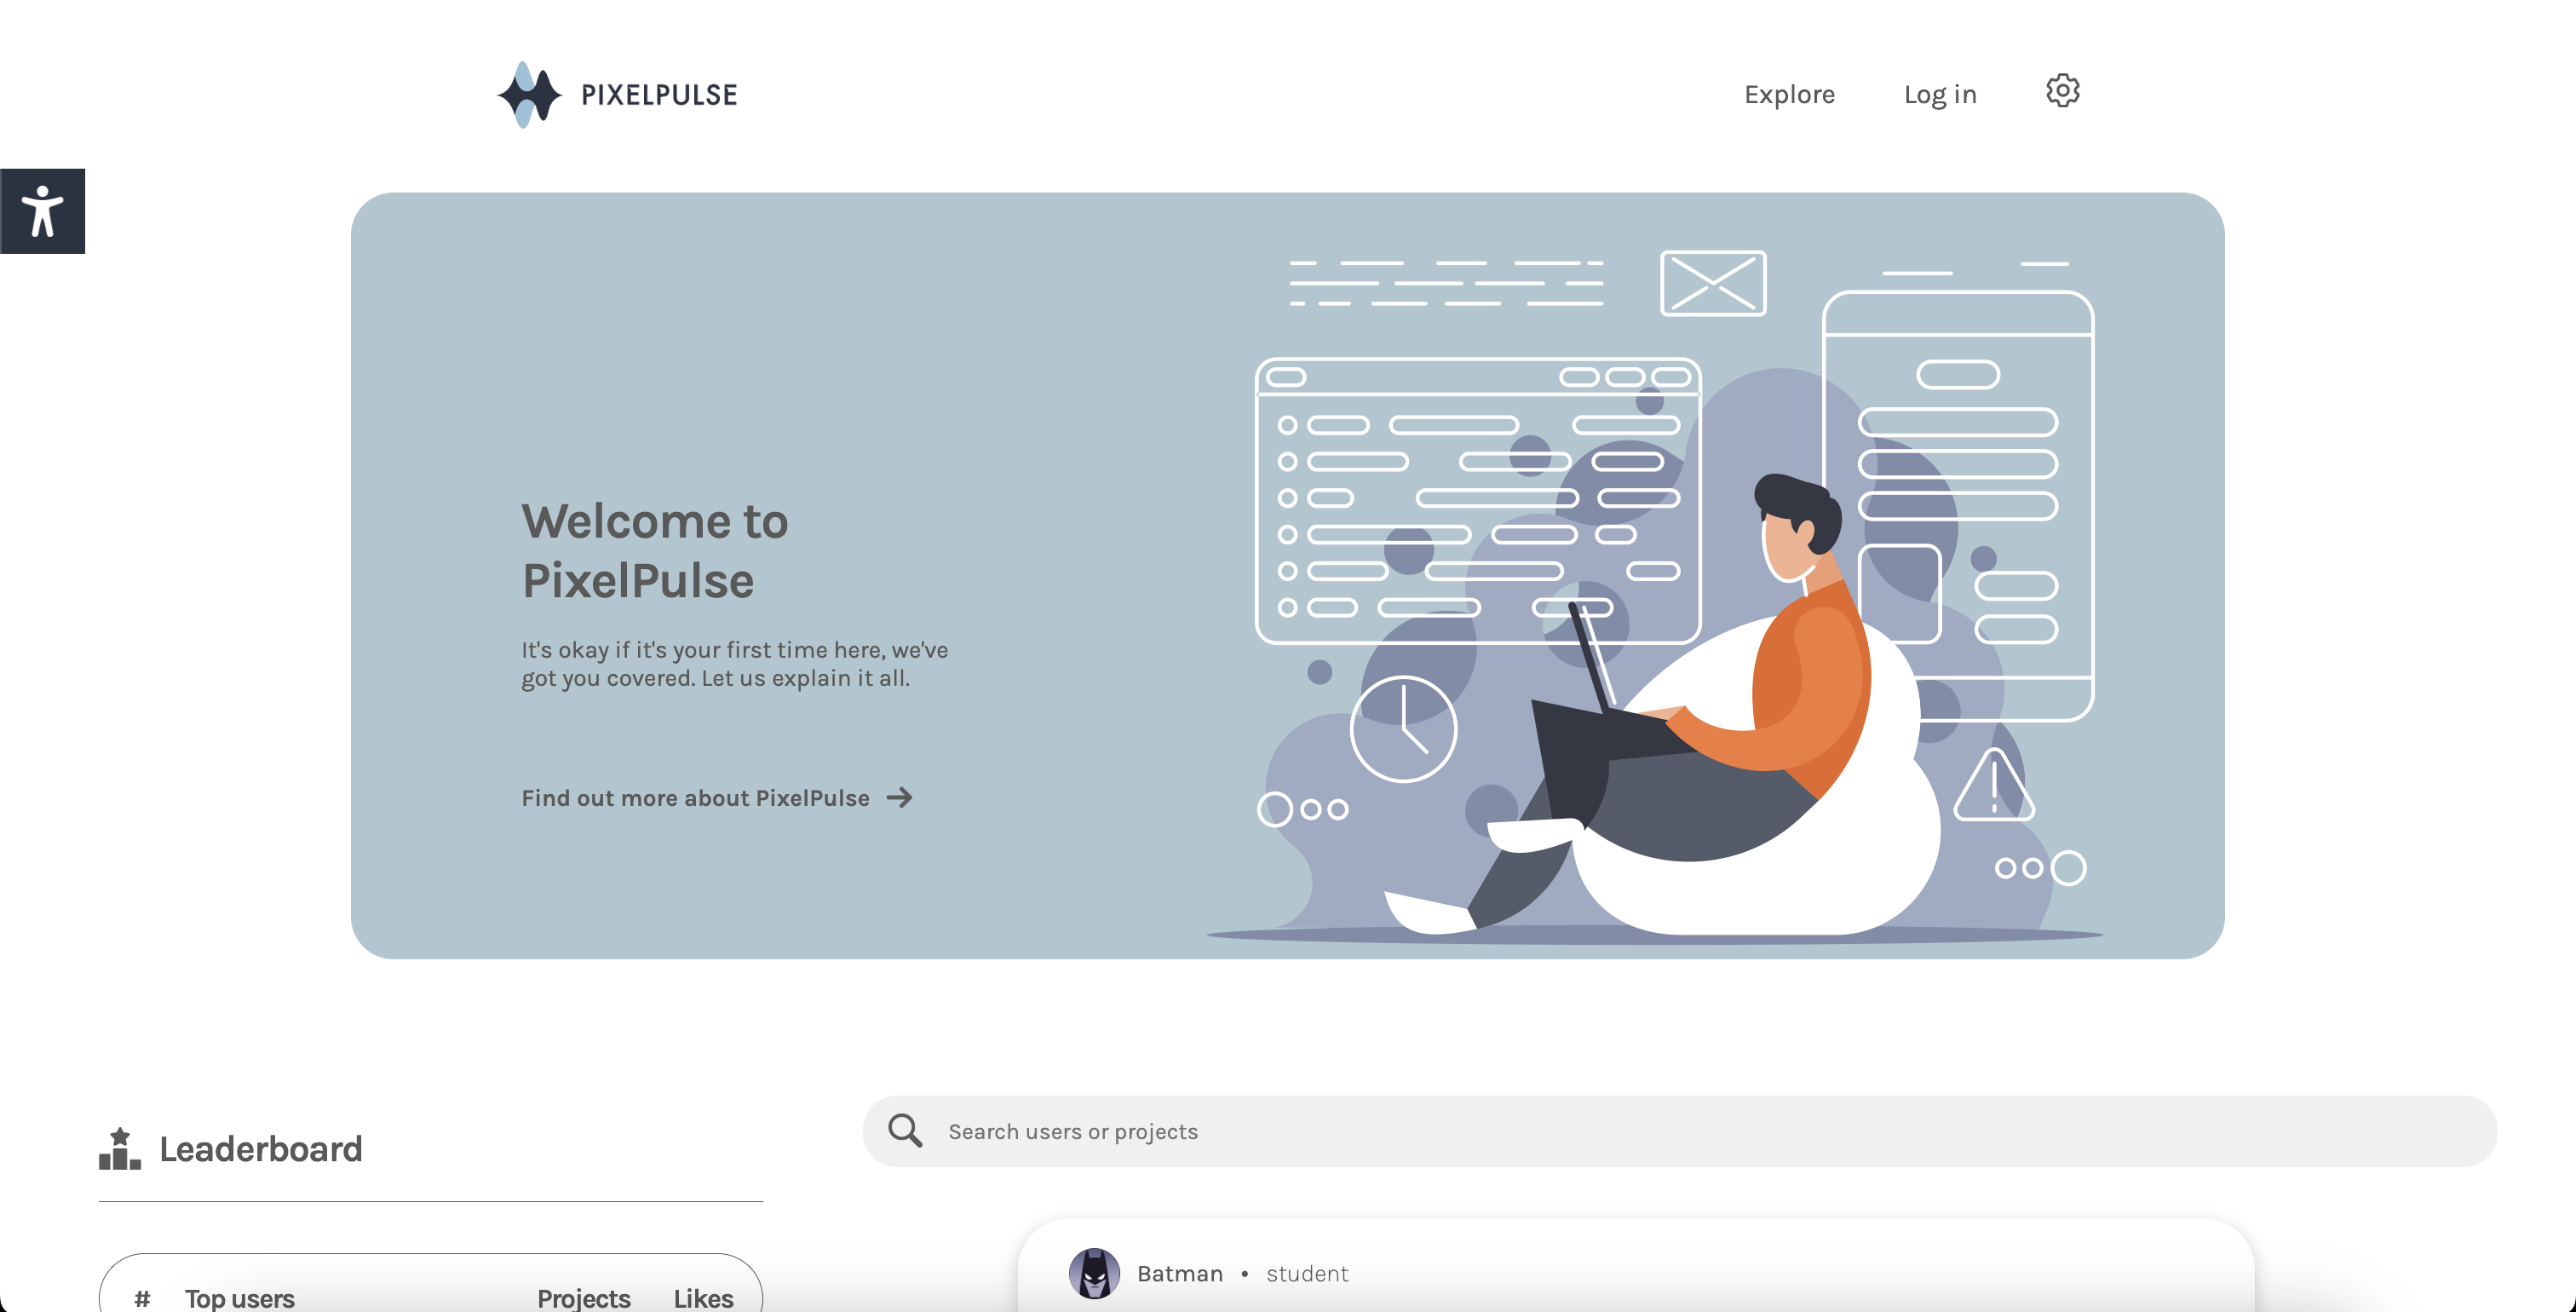 PIXELPULSE
Explore
Log in
Welcome to
PixelPulse
It's okay if it's your first time here, we've
got you covered. Let us explain it all.
Find out more about PixelPulse
Leaderboard
Search users or projects
# Top users Projects Likes
Batman • student